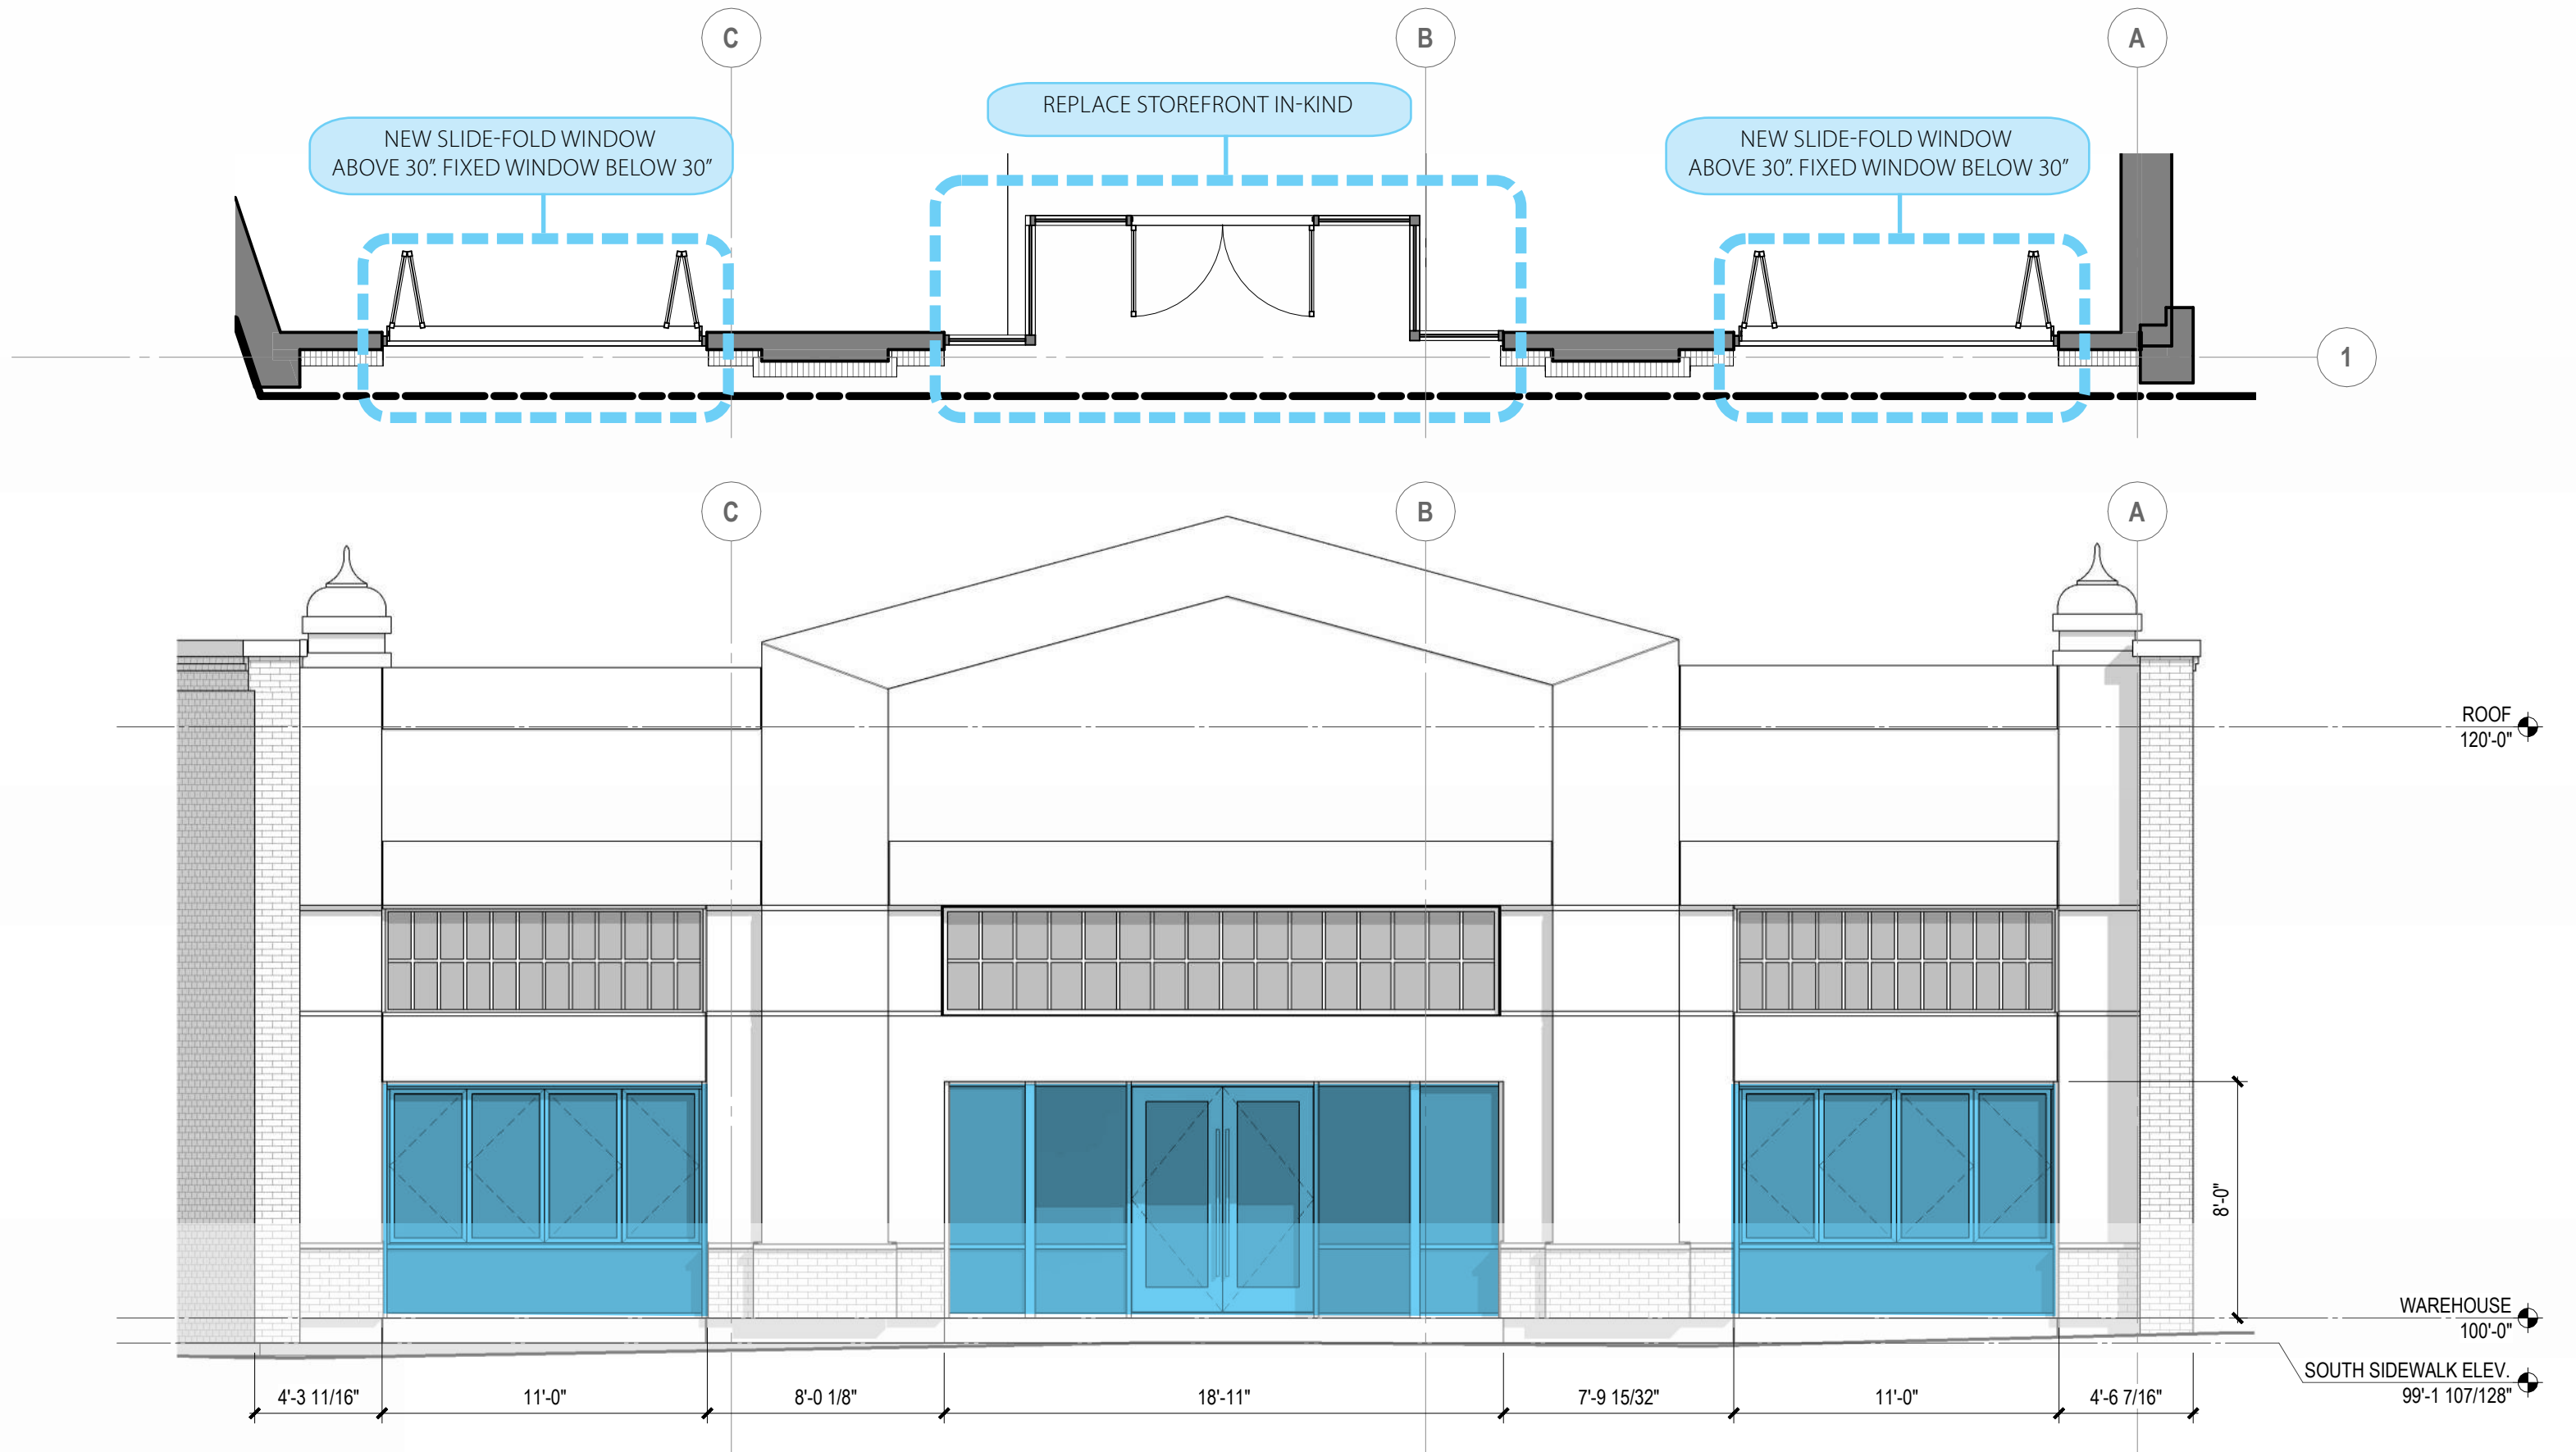 C
B
A
NEW SLIDE-FOLD WINDOW
ABOVE 30". FIXED WINDOW BELOW 30"
REPLACE STOREFRONT IN-KIND
NEW SLIDE-FOLD WINDOW
ABOVE 30". FIXED WINDOW BELOW 30"
1
C
B
A
ROOF
120'-0"
8'-0"
WAREHOUSE
100'-0"
SOUTH SIDEWALK ELEV.
99'-1 107/128"
4'-3 11/16"
11'-0"
8'-0 1/8"
18'-11"
7'-9 15/32"
11'-0"
4'-6 7/16"